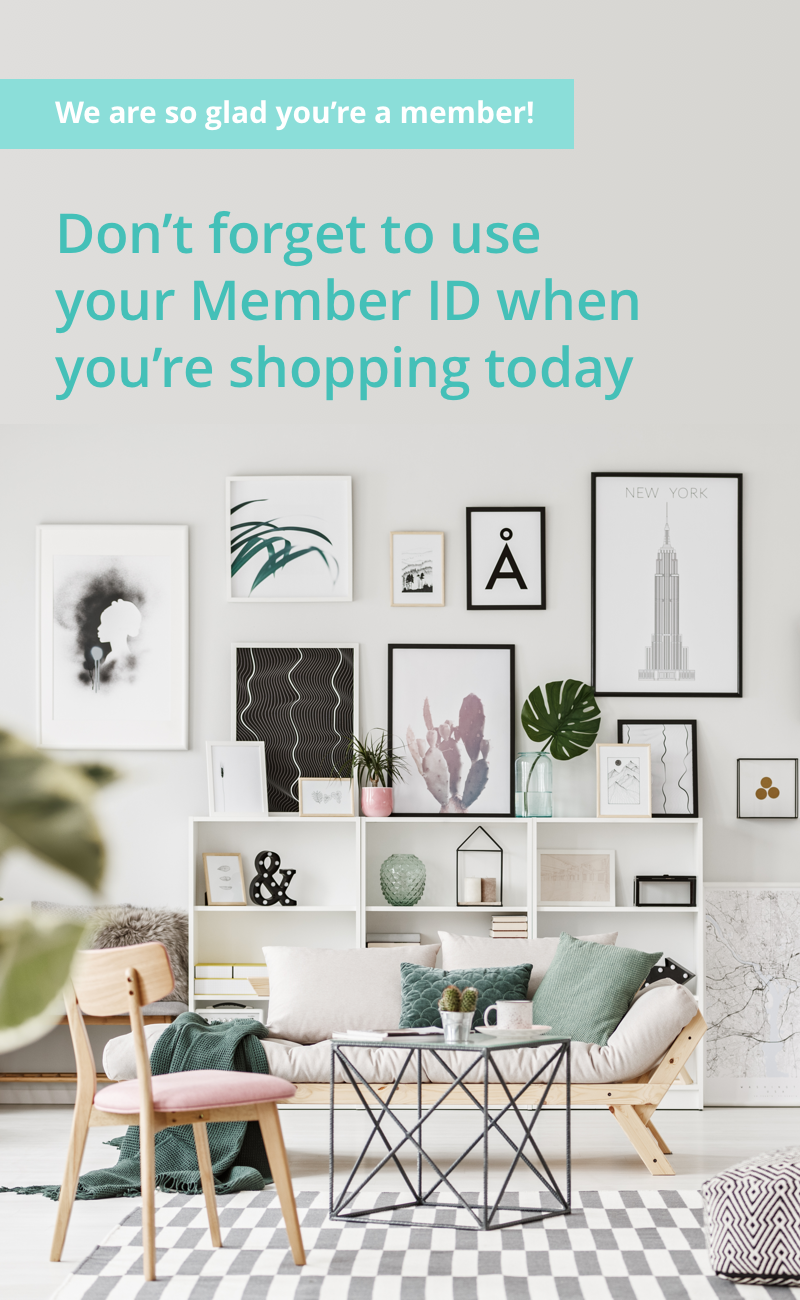 We are so glad you’re a member!
Don’t forget to use
your Member ID when
you’re shopping today
NEW YORK
Å
&